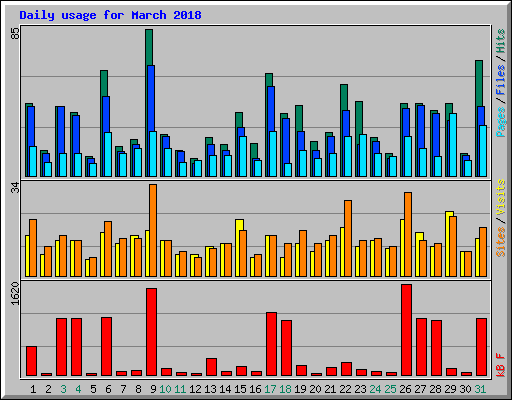 Daily usage for March 2018
85
34
1620
Pages / Files / Hits
Sites / Visits
kB F
1 2 3 4 5 6 7 8 9 10 11 12 13 14 15 16 17 18 19 20 21 22 23 24 25 26 27 28 29 30 31